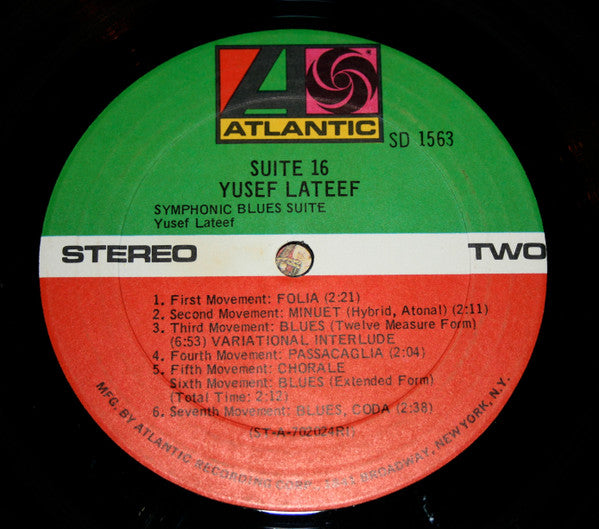 ATLANTIC
SD 1563
SUITE 16
YUSEF LATEEF
SYMPHONIC BLUES SUITE
Yusef Lateef
STEREO
TWO
1. First Movement: FOLIA (2:21)
2. Second Movement: MINUET (Hybrid, Atonal) (2:11)
3. Third Movement: BLUES (Twelve Measure Form)
(6:53) VARIATIONAL INTERLUDE
4. Fourth Movement: PASSACAGLIA (2:04)
5. Fifth Movement: CHORALE
Sixth Movement: BLUES (Extended Form)
(Total Time: 2:12)
6. Seventh Movement: BLUES, CODA (2:38)
(ST-A-702024RI)
MFG. BY ATLANTIC RECORDING CORP., BROADWAY, NEW YORK, N.Y.